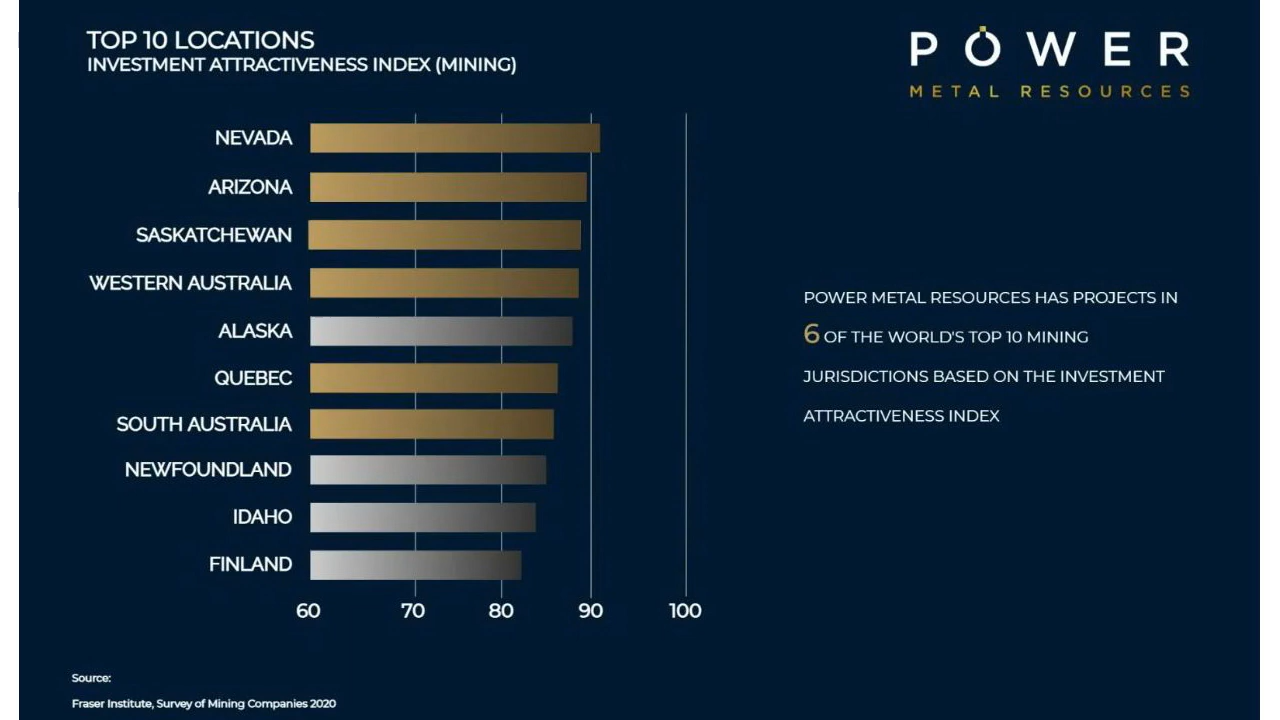 TOP 10 LOCATIONS
INVESTMENT ATTRACTIVENESS INDEX (MINING)
POWER
METAL RESOURCES
NEVADA
ARIZONA
SASKATCHEWAN
WESTERN AUSTRALIA
ALASKA
QUEBEC
SOUTH AUSTRALIA
NEWFOUNDLAND
IDAHO
FINLAND
60 70 80 90 100
POWER METAL RESOURCES HAS PROJECTS IN
6 OF THE WORLD'S TOP 10 MINING
JURISDICTIONS BASED ON THE INVESTMENT
ATTRACTIVENESS INDEX
Source:
Fraser Institute, Survey of Mining Companies 2020